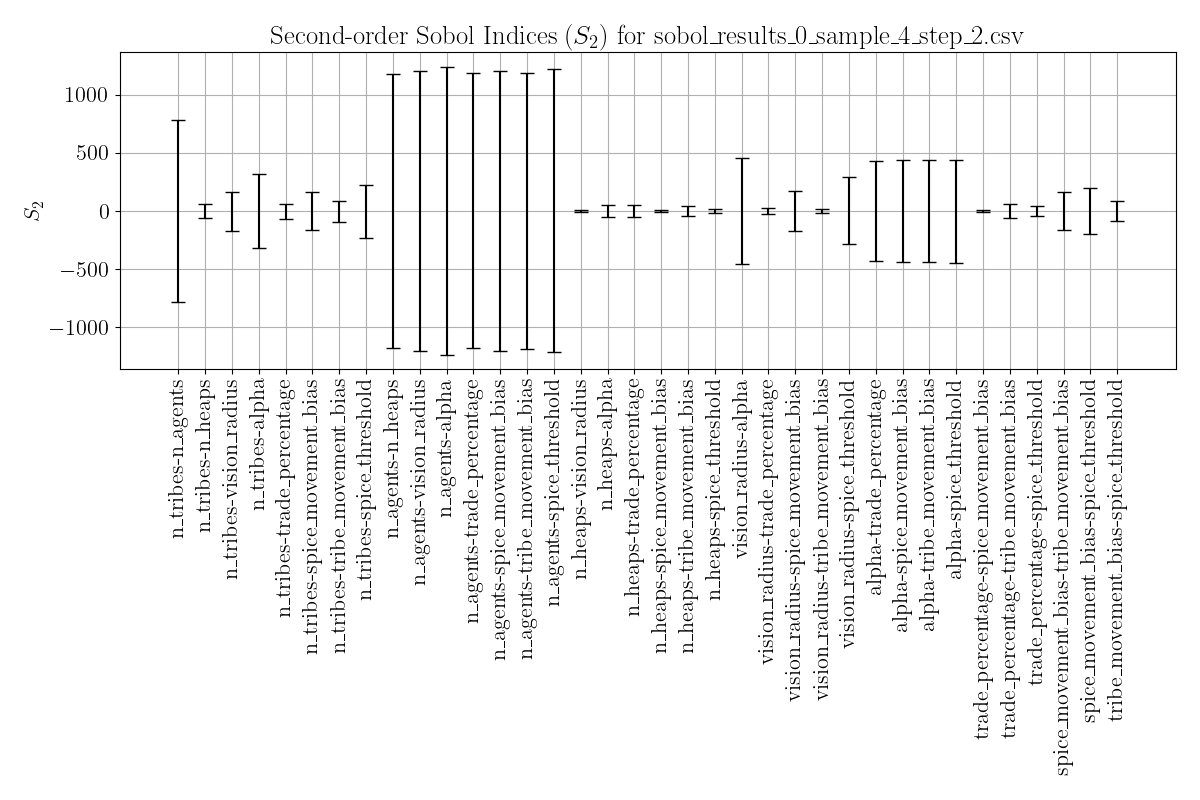 Second-order Sobol Indices (S₂) for sobol_results_0_sample_4_step_2.csv
S₂
1000
500
0
−500
−1000
n_tribes-n_agents
n_tribes-n_heaps
n_tribes-vision_radius
n_tribes-alpha
n_tribes-trade_percentage
n_tribes-spice_movement_bias
n_tribes-tribe_movement_bias
n_tribes-spice_threshold
n_agents-n_heaps
n_agents-vision_radius
n_agents-alpha
n_agents-trade_percentage
n_agents-spice_movement_bias
n_agents-tribe_movement_bias
n_agents-spice_threshold
n_heaps-vision_radius
n_heaps-alpha
n_heaps-trade_percentage
n_heaps-spice_movement_bias
n_heaps-tribe_movement_bias
n_heaps-spice_threshold
vision_radius-alpha
vision_radius-trade_percentage
vision_radius-spice_movement_bias
vision_radius-tribe_movement_bias
vision_radius-spice_threshold
alpha-trade_percentage
alpha-spice_movement_bias
alpha-tribe_movement_bias
alpha-spice_threshold
trade_percentage-spice_movement_bias
trade_percentage-tribe_movement_bias
trade_percentage-spice_threshold
spice_movement_bias-tribe_movement_bias
spice_movement_bias-spice_threshold
tribe_movement_bias-spice_threshold